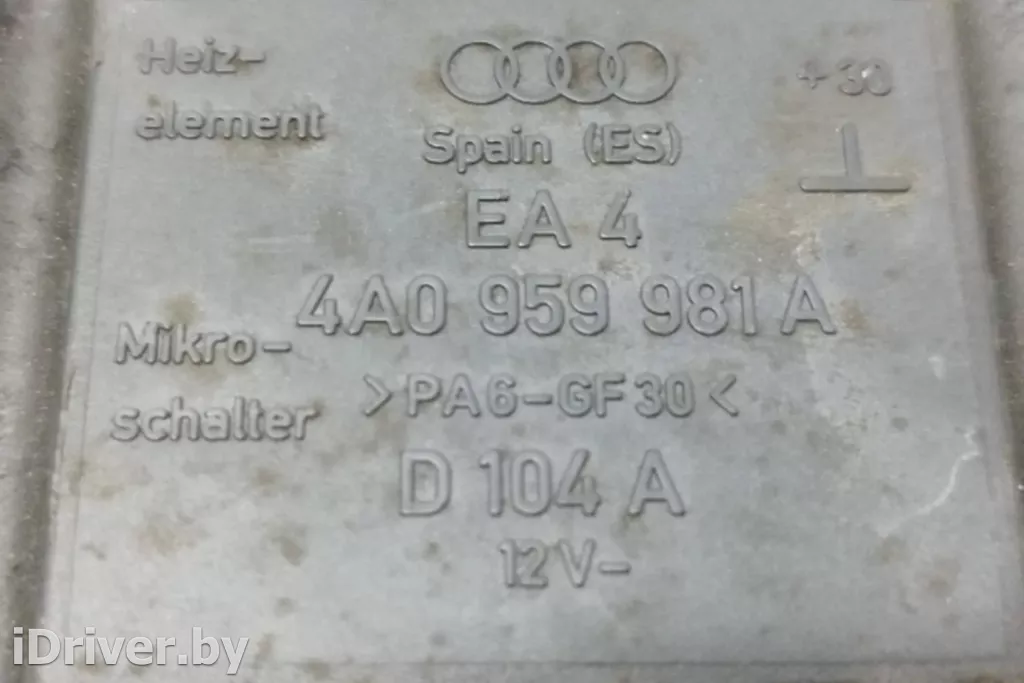 Heiz-
element
+30
Spain (ES)
EA 4
4A0 959 981 A
Mikro-
schalter
>PA6-GF30<
D 104 A
12V-
iDriver.by